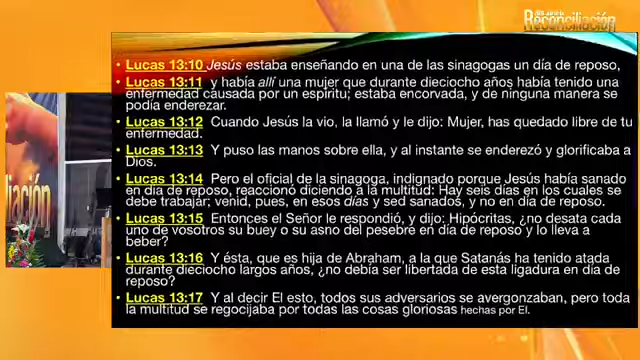 Reconciliación
Lucas 13:10 Jesús estaba enseñando en una de las sinagogas un día de reposo,
Lucas 13:11 y había allí una mujer que durante dieciocho años había tenido una
enfermedad causada por un espíritu; estaba encorvada, y de ninguna manera se
podía enderezar.
Lucas 13:12 Cuando Jesús la vio, la llamó y le dijo: Mujer, has quedado libre de tu
enfermedad.
Lucas 13:13 Y puso las manos sobre ella, y al instante se enderezó y glorificaba a
Dios.
Lucas 13:14 Pero el oficial de la sinagoga, indignado porque Jesús había sanado
en día de reposo, reaccionó diciendo a la multitud: Hay seis días en los cuales se
debe trabajar; venid, pues, en esos días y sed sanados, y no en día de reposo.
Lucas 13:15 Entonces el Señor le respondió, y dijo: Hipócritas, ¿no desata cada
uno de vosotros su buey o su asno del pesebre en día de reposo y lo lleva a
beber?
Lucas 13:16 Y ésta, que es hija de Abraham, a la que Satanás ha tenido atada
durante dieciocho largos años, ¿no debía ser libertada de esta ligadura en día de
reposo?
Lucas 13:17 Y al decir El esto, todos sus adversarios se avergonzaban, pero toda
la multitud se regocijaba por todas las cosas gloriosas hechas por El.